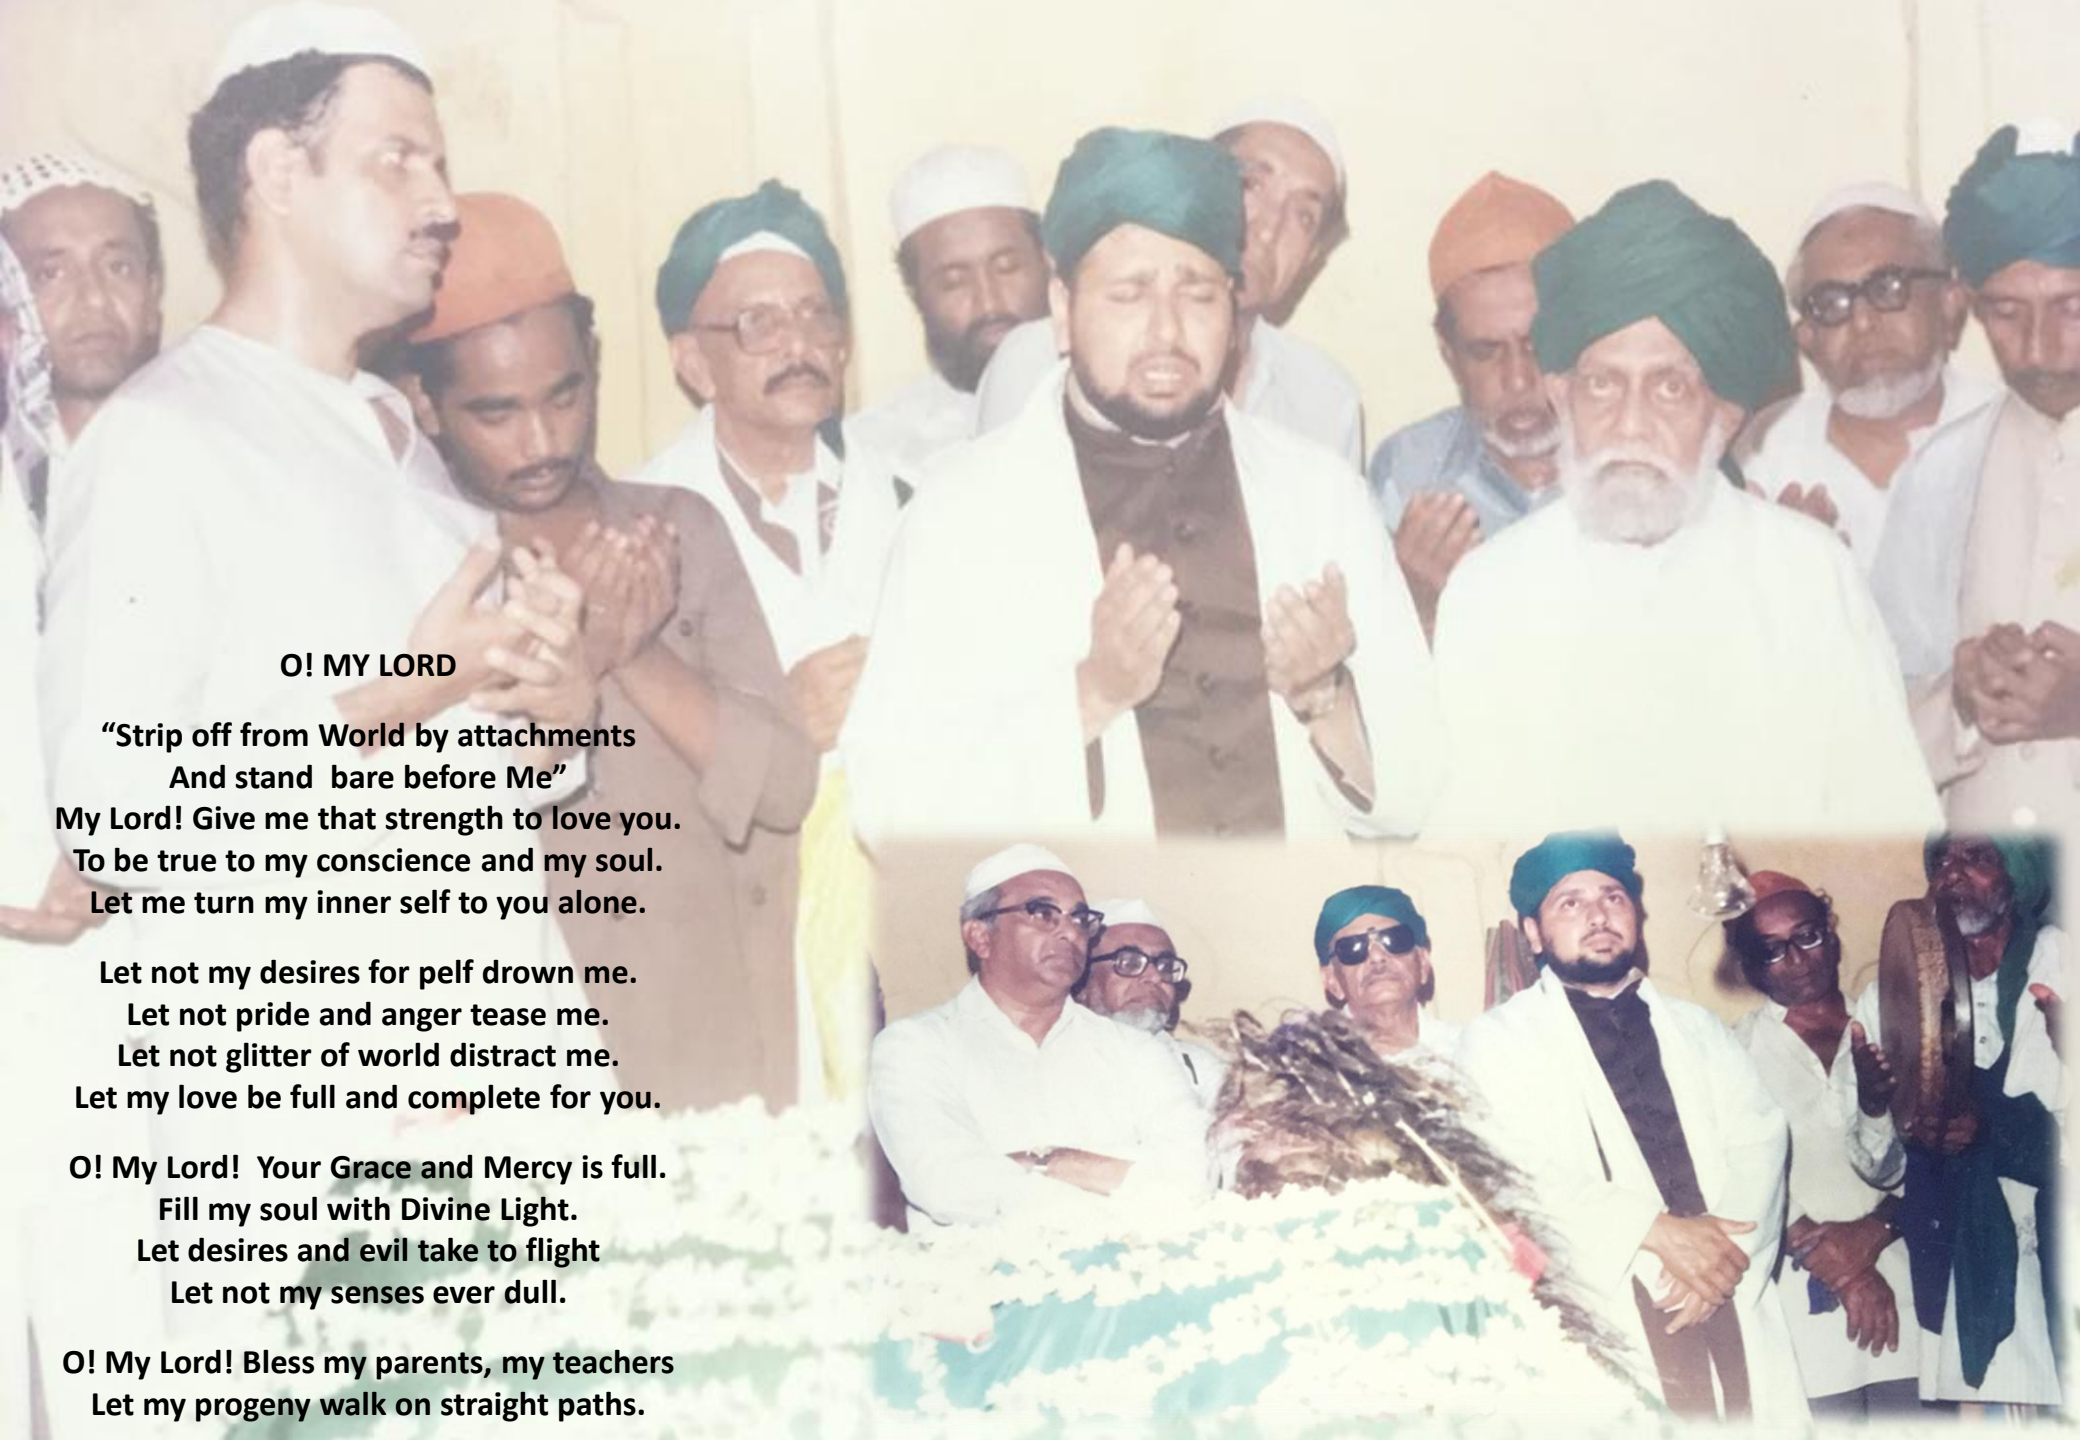 O! MY LORD
“Strip off from World by attachments
And stand  bare before Me”
My Lord! Give me that strength to love you.
To be true to my conscience and my soul.
Let me turn my inner self to you alone.
Let not my desires for pelf drown me.
Let not pride and anger tease me.
Let not glitter of world distract me.
Let my love be full and complete for you.
O! My Lord!  Your Grace and Mercy is full.
Fill my soul with Divine Light.
Let desires and evil take to flight
Let not my senses ever dull.
O! My Lord! Bless my parents, my teachers
Let my progeny walk on straight paths.